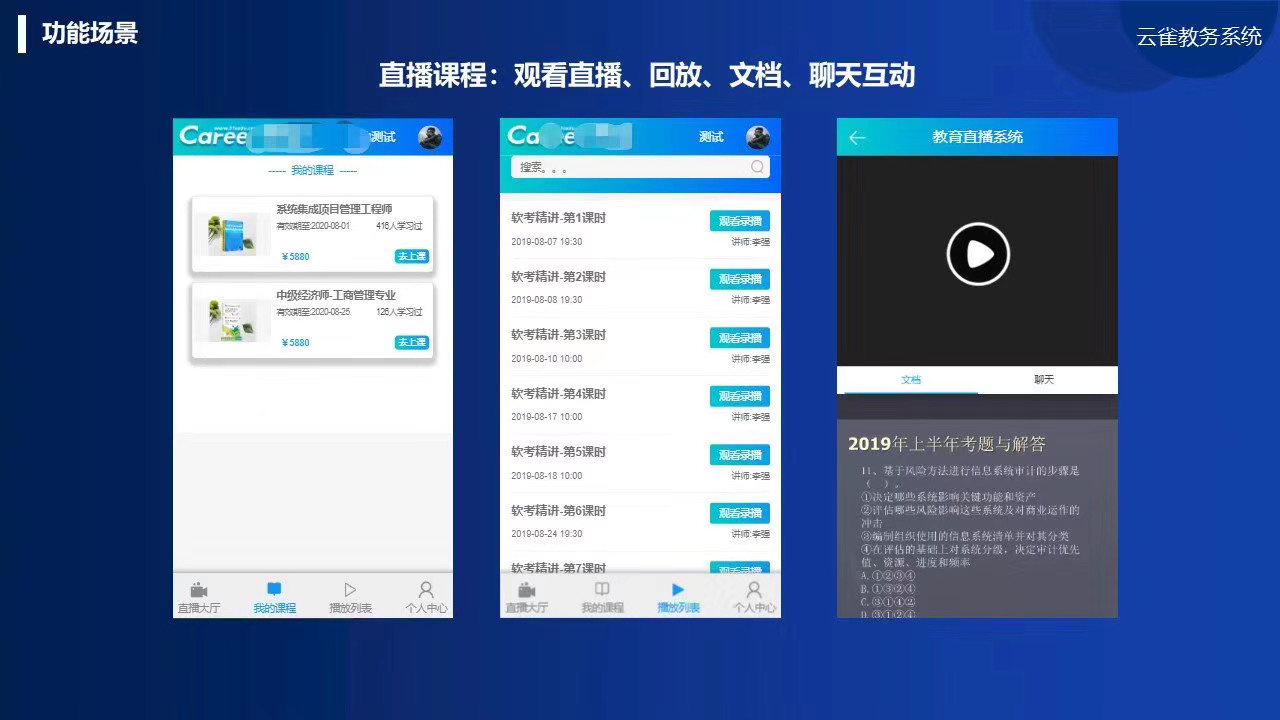 功能场景
云雀教务系统
直播课程：观看直播、回放、文档、聊天互动
Caree
测试
----- 我的课程 -----
系统集成项目管理工程师
有效期至:2020-08-01 416人学习过
￥5880 去上课
中级经济师-工商管理专业
有效期至:2020-08-25 126人学习过
￥5880 去上课
直播大厅 我的课程 播放列表 个人中心
Ca
测试
搜索。。。
软考精讲-第1课时 观看录播
2019-08-07 19:30 讲师:李强
软考精讲-第2课时 观看录播
2019-08-08 19:30 讲师:李强
软考精讲-第3课时 观看录播
2019-08-10 10:00 讲师:李强
软考精讲-第4课时 观看录播
2019-08-17 10:00 讲师:李强
软考精讲-第5课时 观看录播
2019-08-18 10:00 讲师:李强
软考精讲-第6课时 观看录播
2019-08-24 19:30 讲师:李强
软考精讲-第7课时 观看录播
直播大厅 我的课程 播放列表 个人中心
教育直播系统
文档 聊天
2019年上半年考题与解答
11、基于风险方法进行信息系统审计的步骤是
（ ）。
①决定哪些系统影响关键功能和资产
②评估哪些风险影响这些系统及对商业运作的
冲击
③编制组织使用的信息系统清单并对其分类
④在评估的基础上对系统分级，决定审计优先
值、资源、进度和频率
A.①②③④
B.①③②④
C.③①④②
D.③①②④